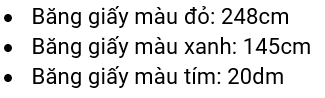 • Băng giấy màu đỏ: 248cm
• Băng giấy màu xanh: 145cm
• Băng giấy màu tím: 20dm